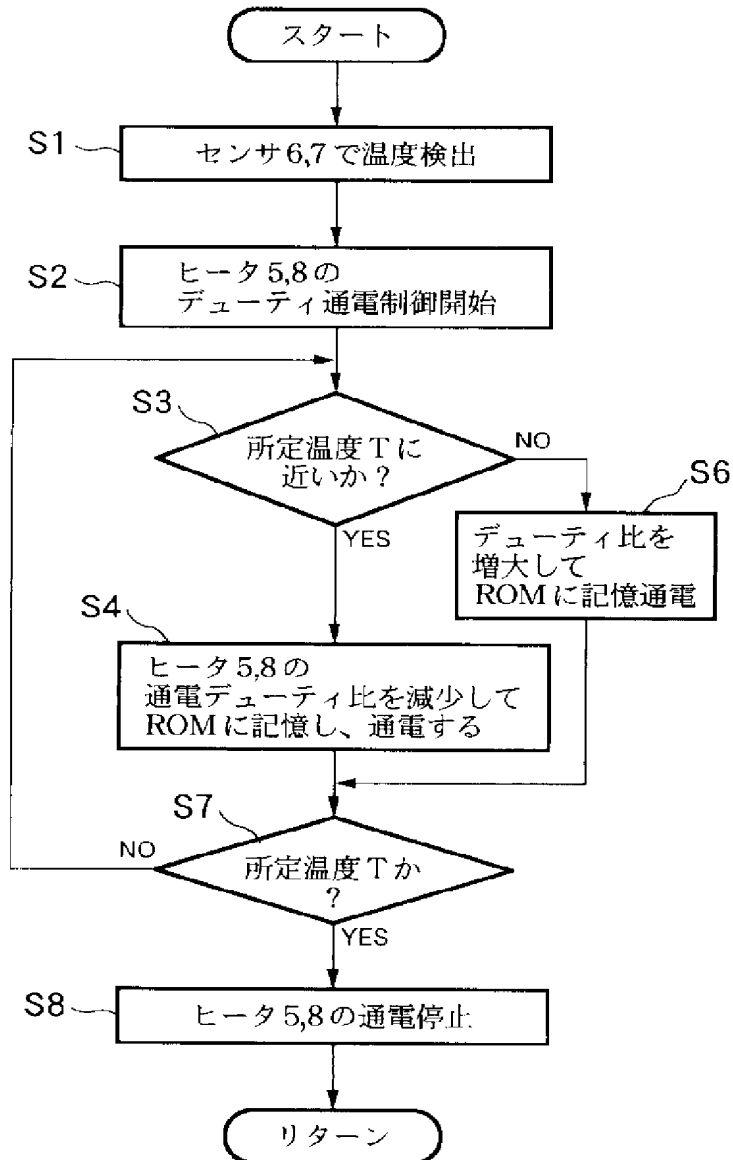 スタート
S1
センサ6,7で温度検出
S2
ヒータ5,8の
デューティ通電制御開始
S3
所定温度Tに
近いか?
NO
YES
S6
デューティ比を
増大して
ROMに記憶通電
S4
ヒータ5,8の
通電デューティ比を減少して
ROMに記憶し、通電する
S7
所定温度Tか
?
NO
YES
S8
ヒータ5,8の通電停止
リターン